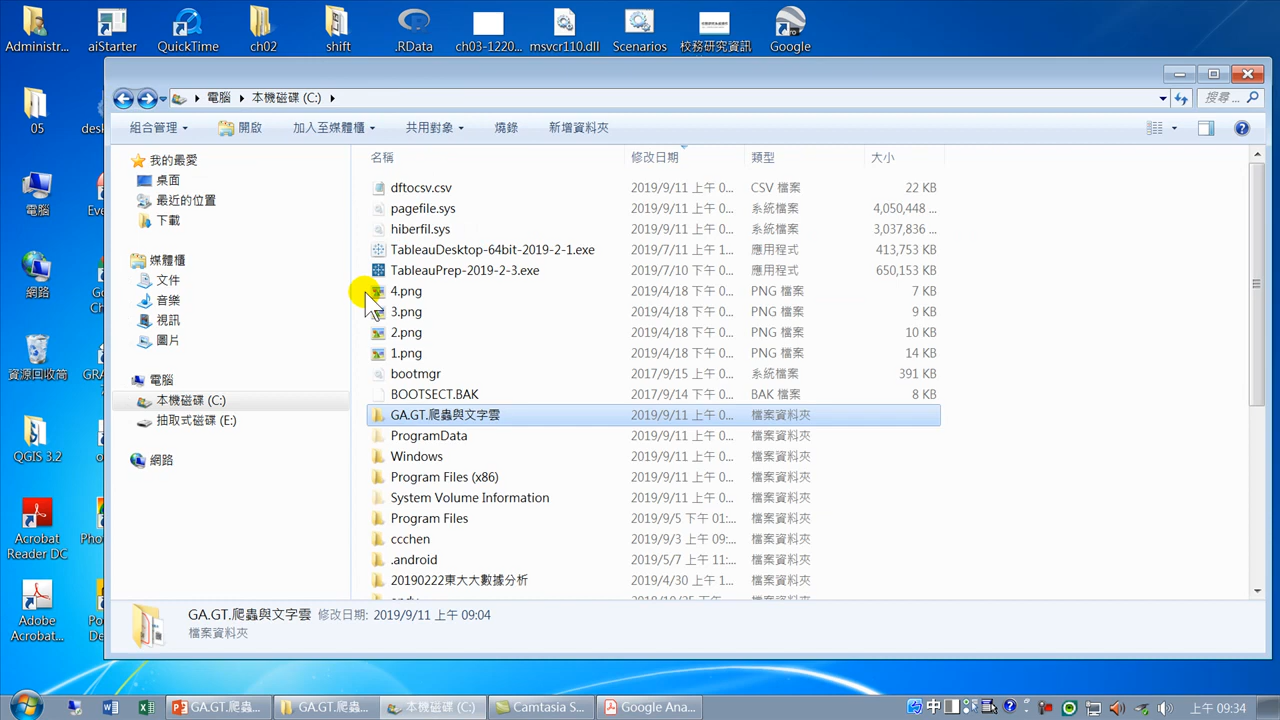 Administr...
aiStarter
QuickTime
ch02
shift
.RData
ch03-1220...
msvcr110.dll
Scenarios
校務研究資訊
Google
電腦
本機磁碟 (C:)
搜尋 ...
組合管理
開啟
加入至媒體櫃
共用對象
燒錄
新增資料夾
05
電腦
網路
資源回收筒
QGIS 3.2
Acrobat
Reader DC
Adobe
Acrobat...
我的最愛
桌面
最近的位置
下載
媒體櫃
文件
音樂
視訊
圖片
電腦
本機磁碟 (C:)
抽取式磁碟 (E:)
網路
名稱 修改日期 類型 大小
dftocsv.csv 2019/9/11 上午 0... CSV 檔案 22 KB
pagefile.sys 2019/9/11 上午 0... 系統檔案 4,050,448 ...
hiberfil.sys 2019/9/11 上午 0... 系統檔案 3,037,836 ...
TableauDesktop-64bit-2019-2-1.exe 2019/7/11 上午 1... 應用程式 413,753 KB
TableauPrep-2019-2-3.exe 2019/7/10 下午 0... 應用程式 650,153 KB
4.png 2019/4/18 下午 0... PNG 檔案 7 KB
3.png 2019/4/18 下午 0... PNG 檔案 9 KB
2.png 2019/4/18 下午 0... PNG 檔案 10 KB
1.png 2019/4/18 下午 0... PNG 檔案 14 KB
bootmgr 2017/9/14 下午 0... 系統檔案 391 KB
BOOTSECT.BAK 2017/9/14 下午 0... BAK 檔案 8 KB
GA.GT.爬蟲與文字雲 2019/9/11 上午 0... 檔案資料夾
ProgramData 2019/9/11 上午 0... 檔案資料夾
Windows 2019/9/11 上午 0... 檔案資料夾
Program Files (x86) 2019/9/11 上午 0... 檔案資料夾
System Volume Information 2019/9/11 上午 0... 檔案資料夾
Program Files 2019/9/5 下午 01:... 檔案資料夾
ccchen 2019/9/3 上午 09:... 檔案資料夾
.android 2019/5/7 上午 11:... 檔案資料夾
20190222東大大數據分析 2019/4/30 上午 1... 檔案資料夾
GA.GT.爬蟲與文字雲 修改日期: 2019/9/11 上午 09:04
檔案資料夾
GA.GT.爬蟲...
GA.GT.爬蟲...
本機磁碟 (C:)
Camtasia S...
Google Ana...
中
上午 09:34